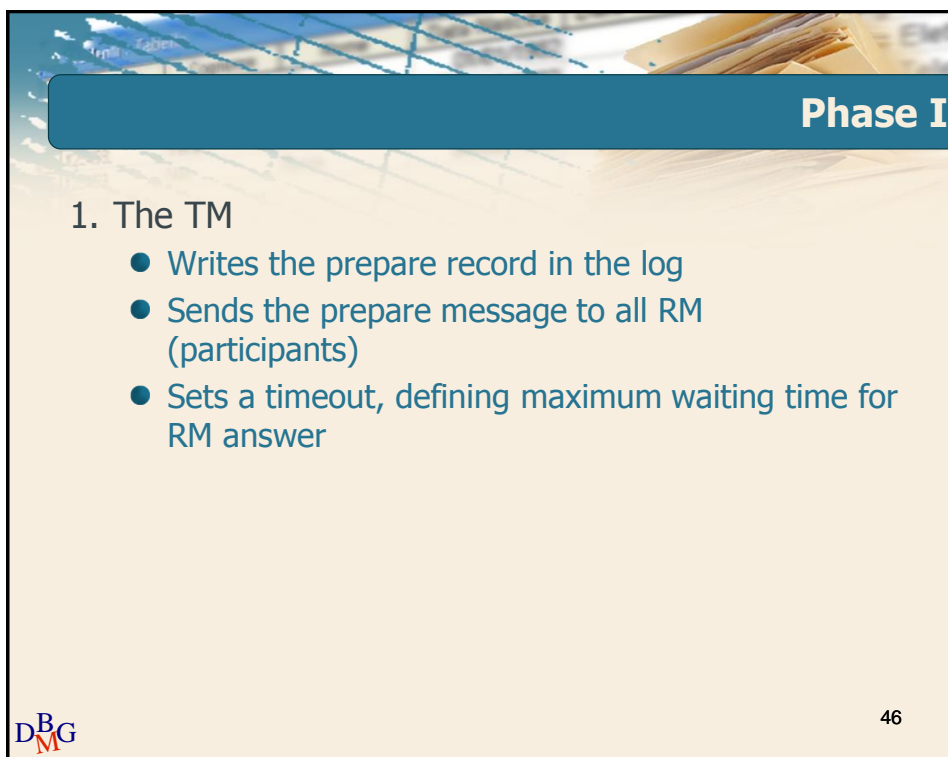 Phase I
1. The TM
Writes the prepare record in the log
Sends the prepare message to all RM
(participants)
Sets a timeout, defining maximum waiting time for
RM answer
DBMG
46